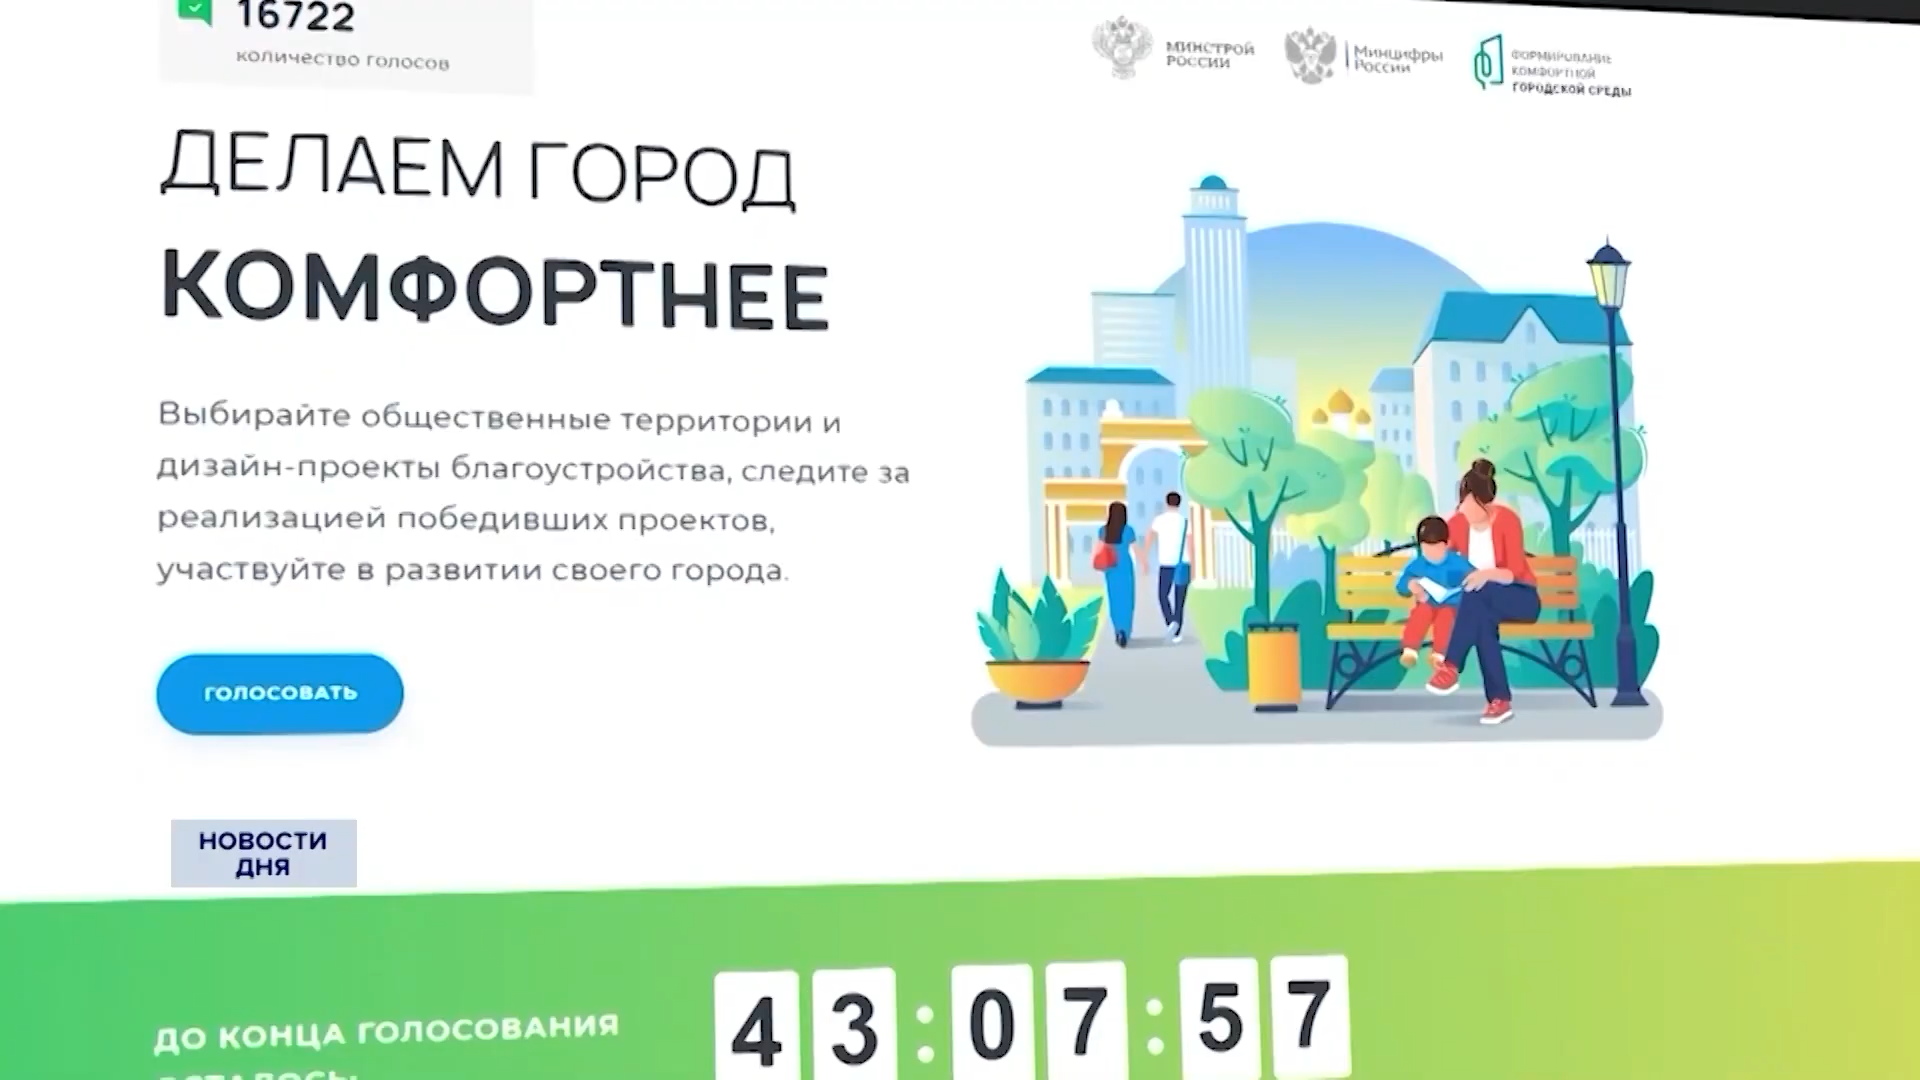 16722
количество голосов
МИНСТРОЙ
РОССИИ
Минцифры
России
ФОРМИРОВАНИЕ
КОМФОРТНОЙ
ГОРОДСКОЙ СРЕДЫ
ДЕЛАЕМ ГОРОД
КОМФОРТНЕЕ
Выбирайте общественные территории и
дизайн-проекты благоустройства, следите за
реализацией победивших проектов,
участвуйте в развитии своего города.
ГОЛОСОВАТЬ
НОВОСТИ
ДНЯ
ДО КОНЦА ГОЛОСОВАНИЯ
ОСТАЛОСЬ:
43:07:57